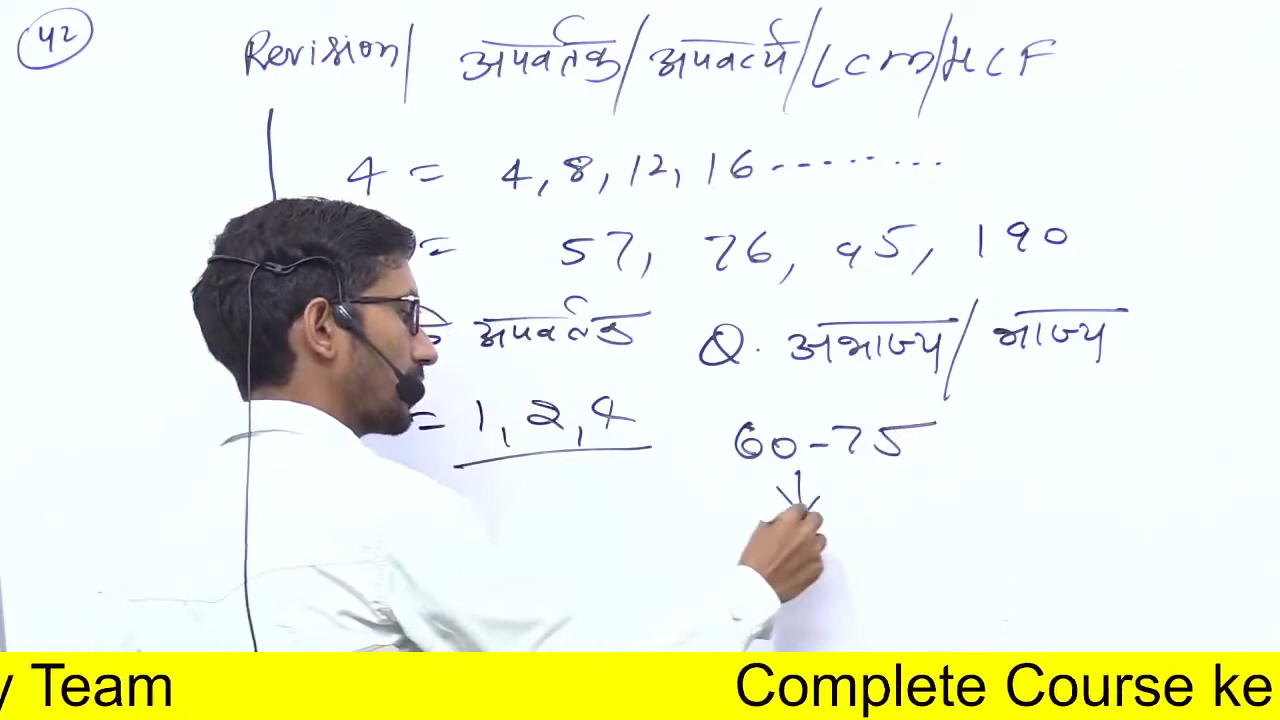 42
Revision/ अपवर्तक/अपवर्त्य/LCM/HCF
4 = 4, 8, 12, 16 .........
= 57, 76, 95, 190
अपवर्तक
Q. अभाज्य/भाज्य
= 1, 2, 4
60-75
y Team Complete Course ke